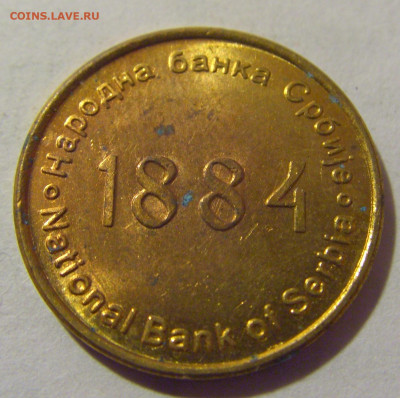 COINS.LAVE.RU
Народна банка Србије
1884
National Bank of Serbia